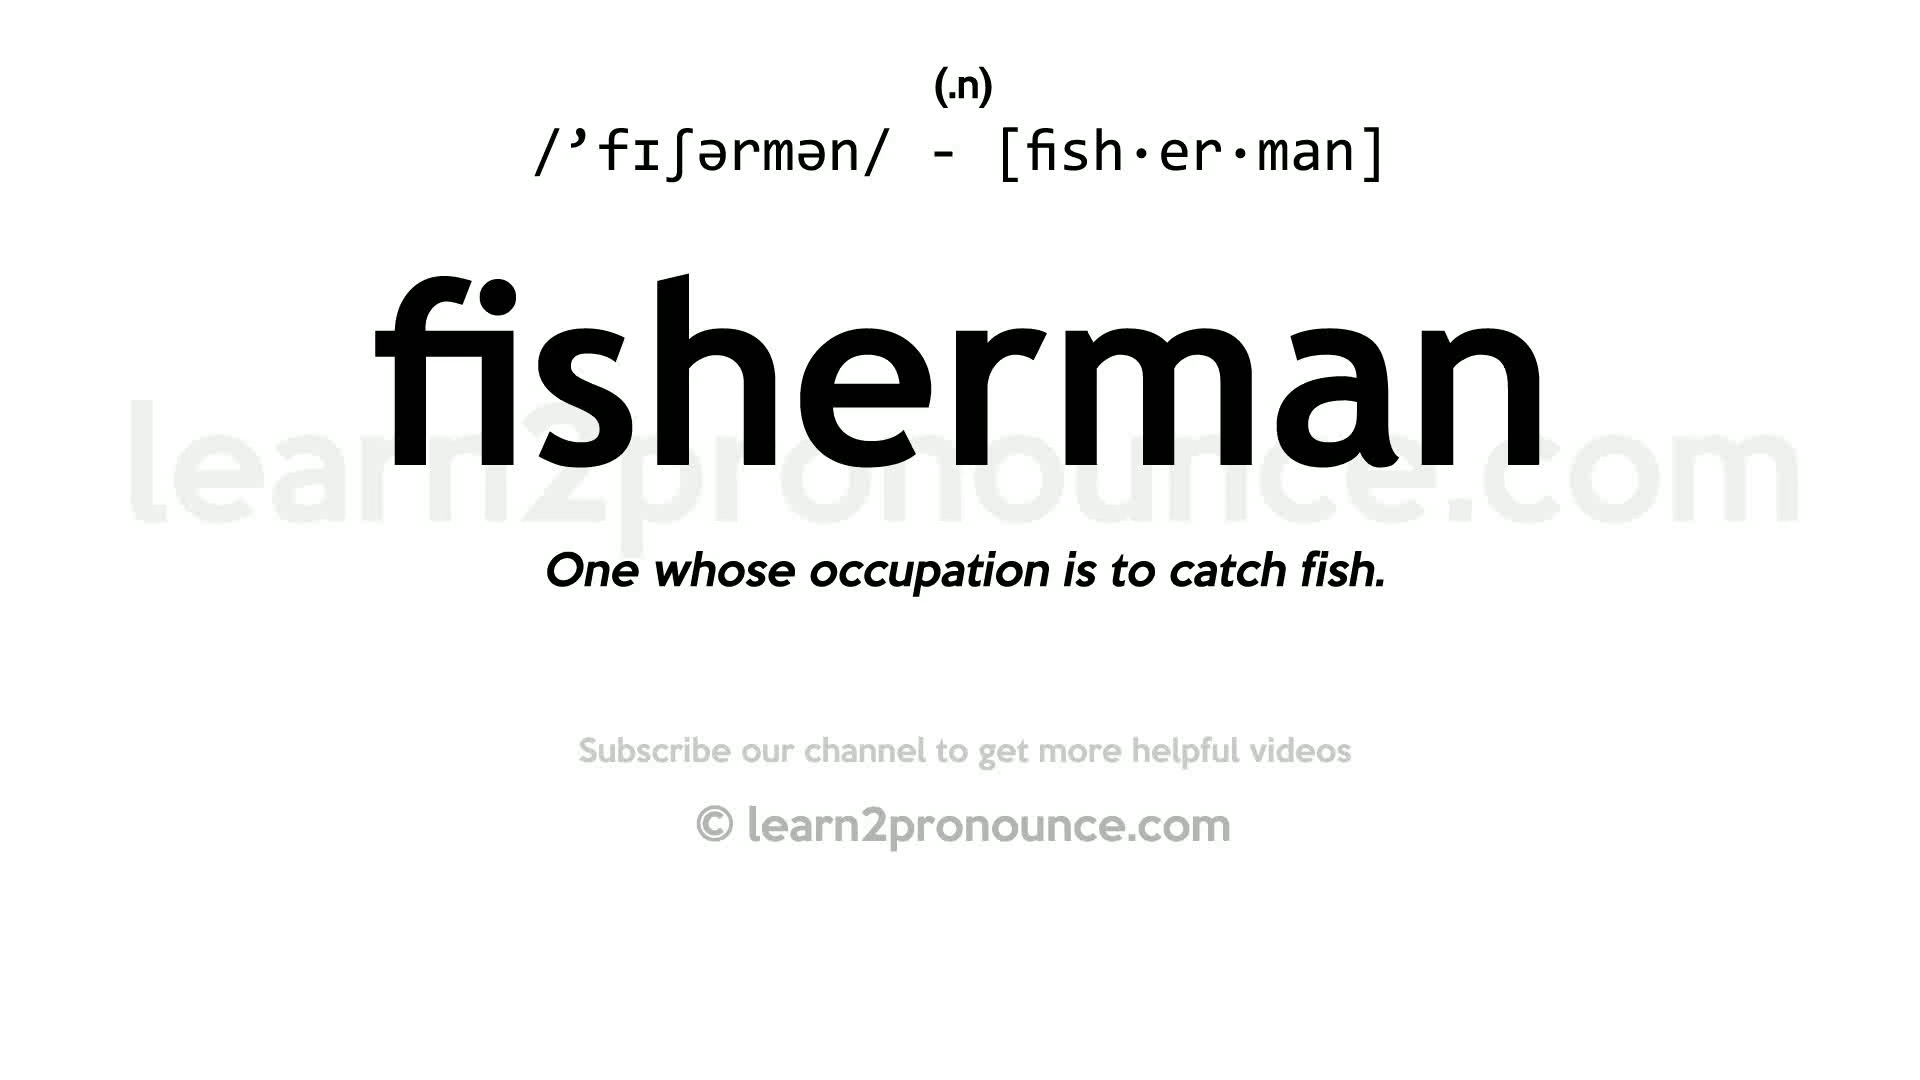 (.n)
/’fɪʃərmən/ - [fish·er·man]
fisherman
learn2pronounce.com
One whose occupation is to catch fish.
Subscribe our channel to get more helpful videos
© learn2pronounce.com